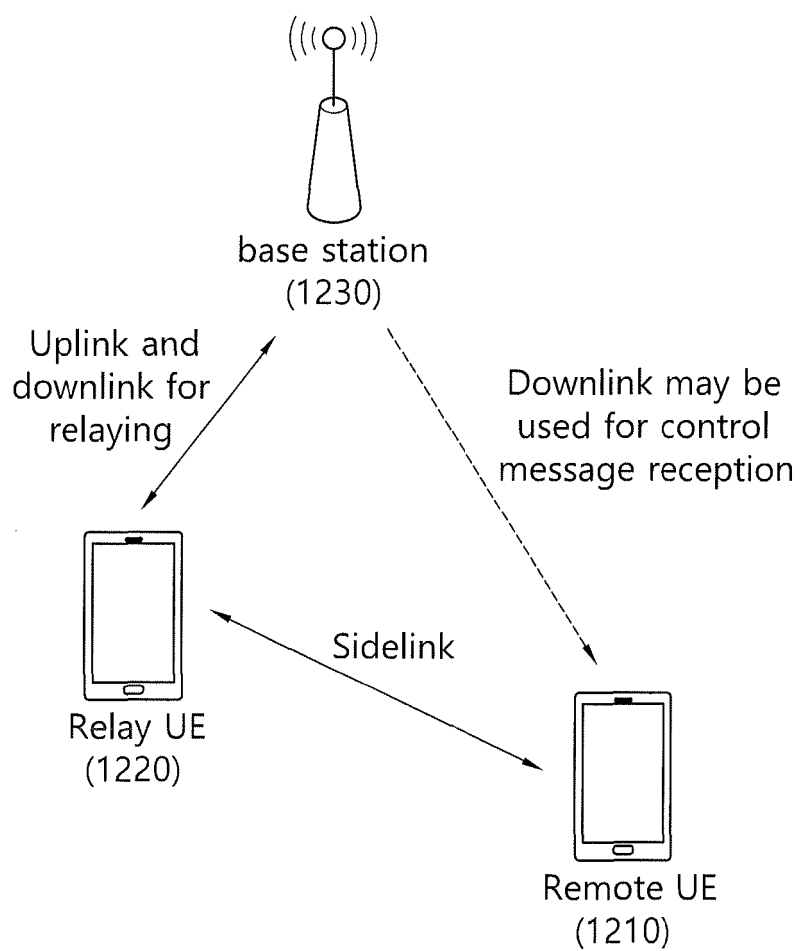 base station
(1230)
Uplink and
downlink for
relaying
Downlink may be
used for control
message reception
Sidelink
Relay UE
(1220)
Remote UE
(1210)